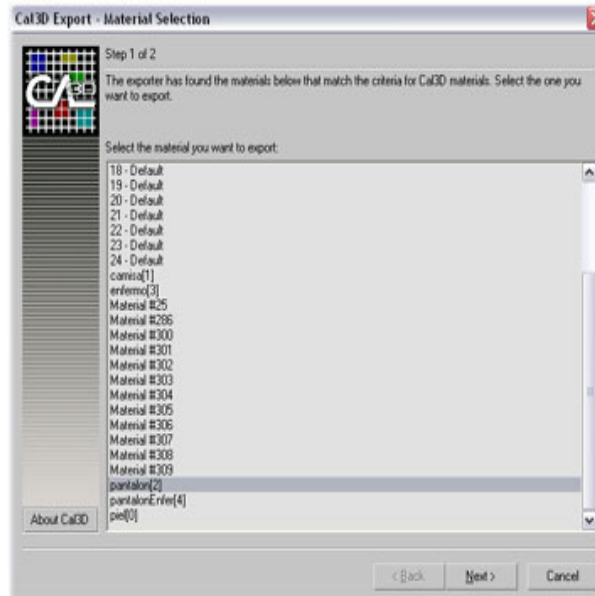 Cal3D Export - Material Selection
Step 1 of 2
The exporter has found the materials below that match the criteria for Cal3D materials. Select the one you
want to export.
Select the material you want to export:
18 - Default
19 - Default
20 - Default
21 - Default
22 - Default
23 - Default
24 - Default
camisa[1]
enfermo[3]
Material #25
Material #286
Material #300
Material #301
Material #302
Material #303
Material #304
Material #305
Material #306
Material #307
Material #308
Material #309
pantalon[2]
pantalonEnfer[4]
piel[0]
About Cal3D
< Back
Next >
Cancel
CAL3D